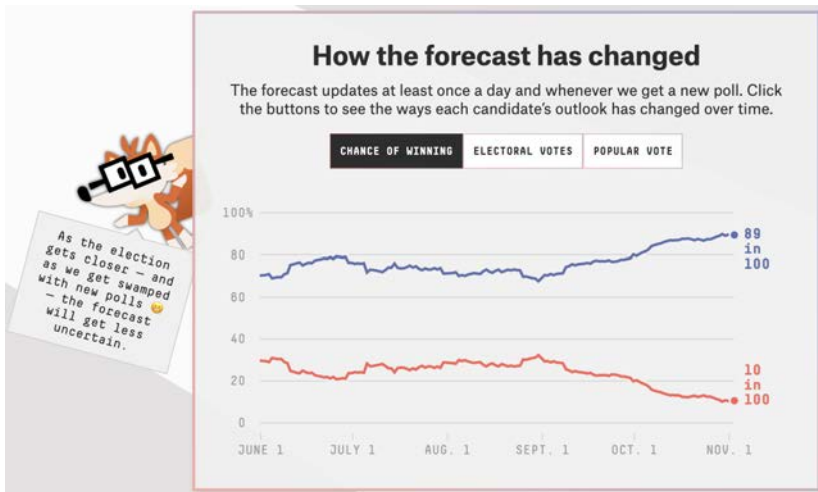 How the forecast has changed
The forecast updates at least once a day and whenever we get a new poll. Click
the buttons to see the ways each candidate's outlook has changed over time.
CHANCE OF WINNING
ELECTORAL VOTES
POPULAR VOTE
As the election
gets closer — and
as we get swamped
with new polls 😬
— the forecast
will get less
uncertain.
100%
80
60
40
20
0
89
in
100
10
in
100
JUNE 1
JULY 1
AUG. 1
SEPT. 1
OCT. 1
NOV. 1